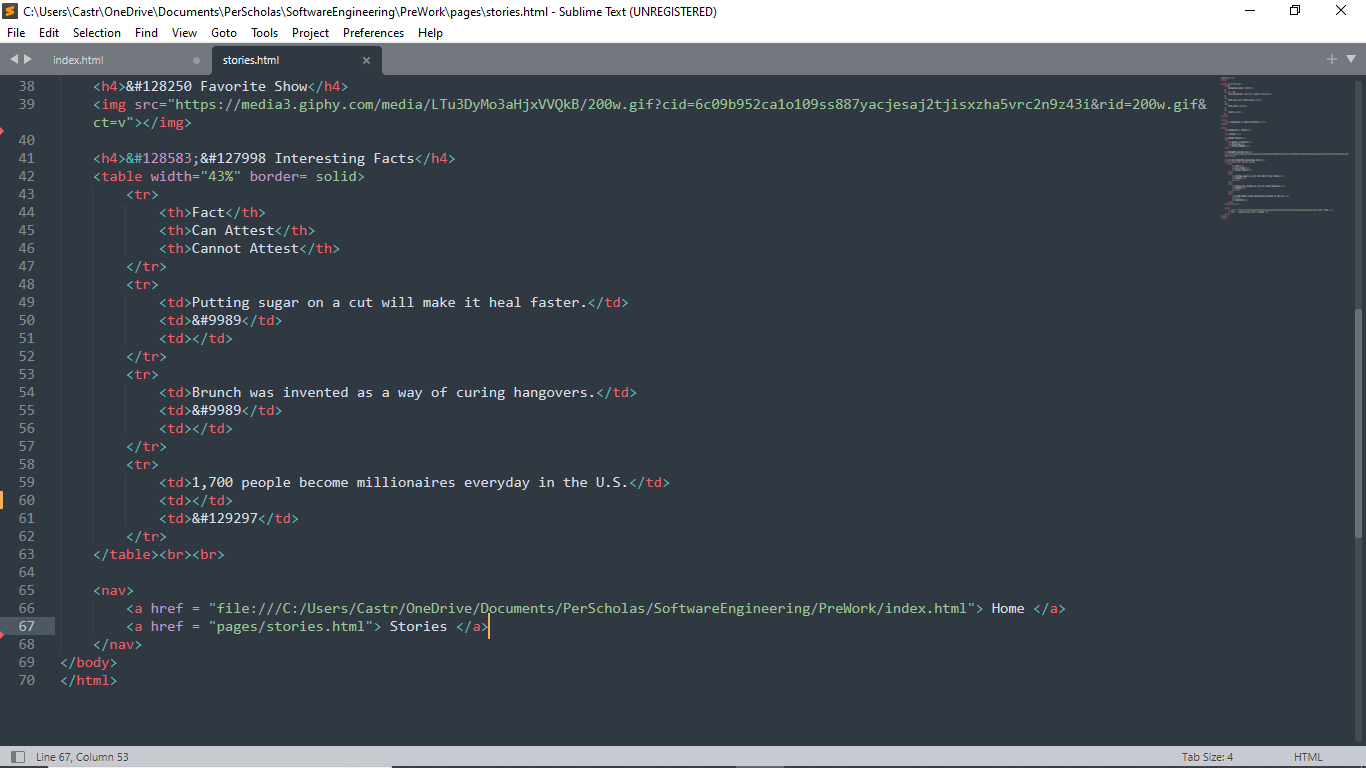 C:\Users\Castr\OneDrive\Documents\PerScholas\SoftwareEngineering\PreWork\pages\stories.html - Sublime Text (UNREGISTERED)
File Edit Selection Find View Goto Tools Project Preferences Help
index.html stories.html
38 <h4>&#128250 Favorite Show</h4>
39 <img src="https://media3.giphy.com/media/LTu3DyMo3aHjxVVQkB/200w.gif?cid=6c09b952ca1o109ss887yacjesaj2tjisxzha5vrc2n9z43i&rid=200w.gif&
ct=v"></img>
40
41 <h4>&#128583;&#127998 Interesting Facts</h4>
42 <table width="43%" border= solid>
43 <tr>
44 <th>Fact</th>
45 <th>Can Attest</th>
46 <th>Cannot Attest</th>
47 </tr>
48 <tr>
49 <td>Putting sugar on a cut will make it heal faster.</td>
50 <td>&#9989</td>
51 <td></td>
52 </tr>
53 <tr>
54 <td>Brunch was invented as a way of curing hangovers.</td>
55 <td>&#9989</td>
56 <td></td>
57 </tr>
58 <tr>
59 <td>1,700 people become millionaires everyday in the U.S.</td>
60 <td></td>
61 <td>&#129297</td>
62 </tr>
63 </table><br><br>
64
65 <nav>
66 <a href = "file:///C:/Users/Castr/OneDrive/Documents/PerScholas/SoftwareEngineering/PreWork/index.html"> Home </a>
67 <a href = "pages/stories.html"> Stories </a>
68 </nav>
69 </body>
70 </html>
Line 67, Column 53 Tab Size: 4 HTML